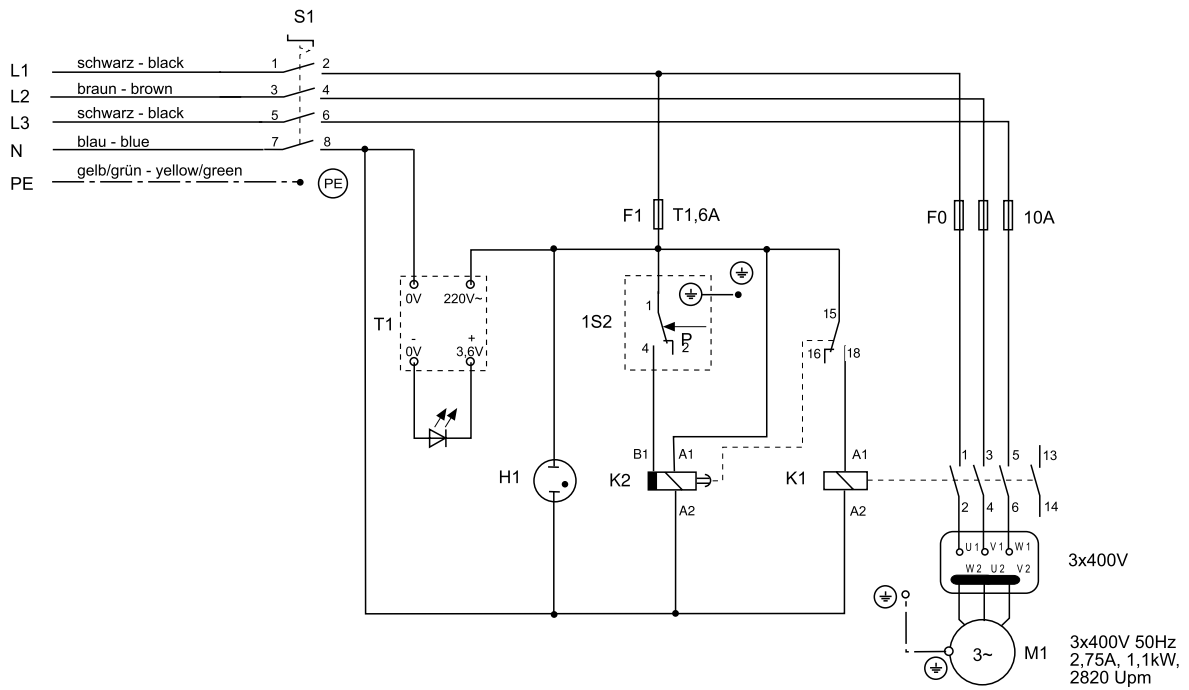 S1
L1 schwarz - black 1 2
L2 braun - brown 3 4
L3 schwarz - black 5 6
N blau - blue 7 8
PE gelb/grün - yellow/green PE
F1 T1,6A
F0 10A
0V 220V~
T1
- +
0V 3,6V
1S2
1
P
4 2
15
16 18
H1
B1 A1
K2
A2
A1
K1
A2
1 3 5 13
2 4 6 14
U1 V1 W1
W2 U2 V2
3x400V
3~
M1
3x400V 50Hz
2,75A, 1,1kW,
2820 Upm